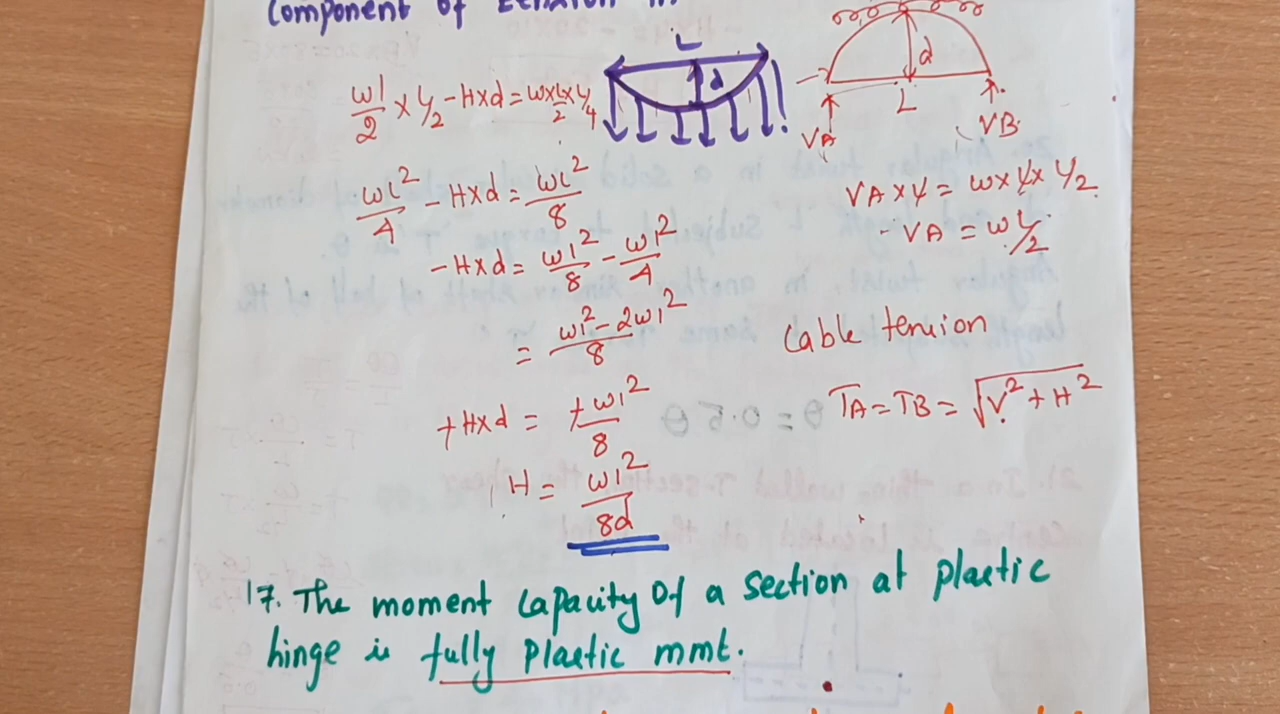 Component of
L
d
d
L
VA
VB
wl/2 × L/2 - H×d = w×L/2×L/4
wL²/4 - H×d = wL²/8
- H×d = wl²/8 - wl²/4
= wl² - 2wl²/8
+ H×d = + wl²/8
H = wl²/8d
VA × L = w×L×L/2
VA = wL/2
Cable tension
TA = TB = √V² + H²
17. The moment capacity Of a section at plastic
hinge is fully Plastic mmt.